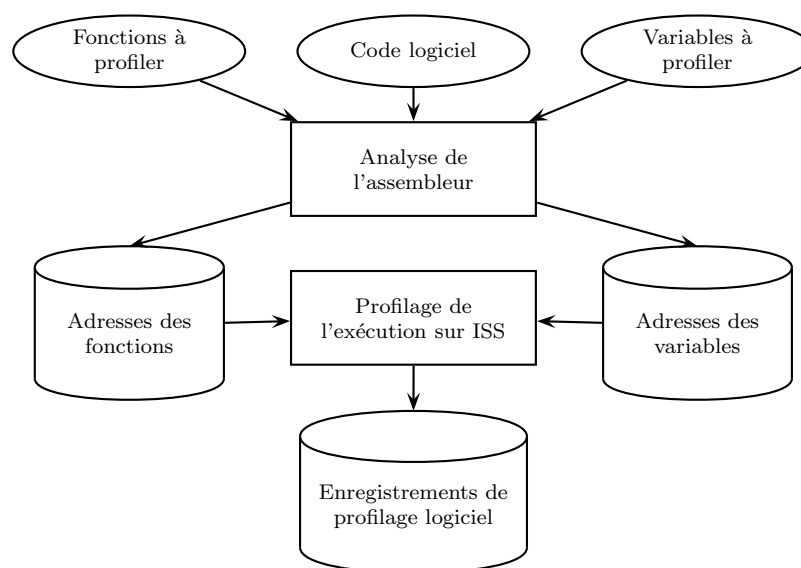 Fonctions à
profiler
Code logiciel
Variables à
profiler
Analyse de
l'assembleur
Adresses des
fonctions
Profilage de
l'exécution sur ISS
Adresses des
variables
Enregistrements de
profilage logiciel